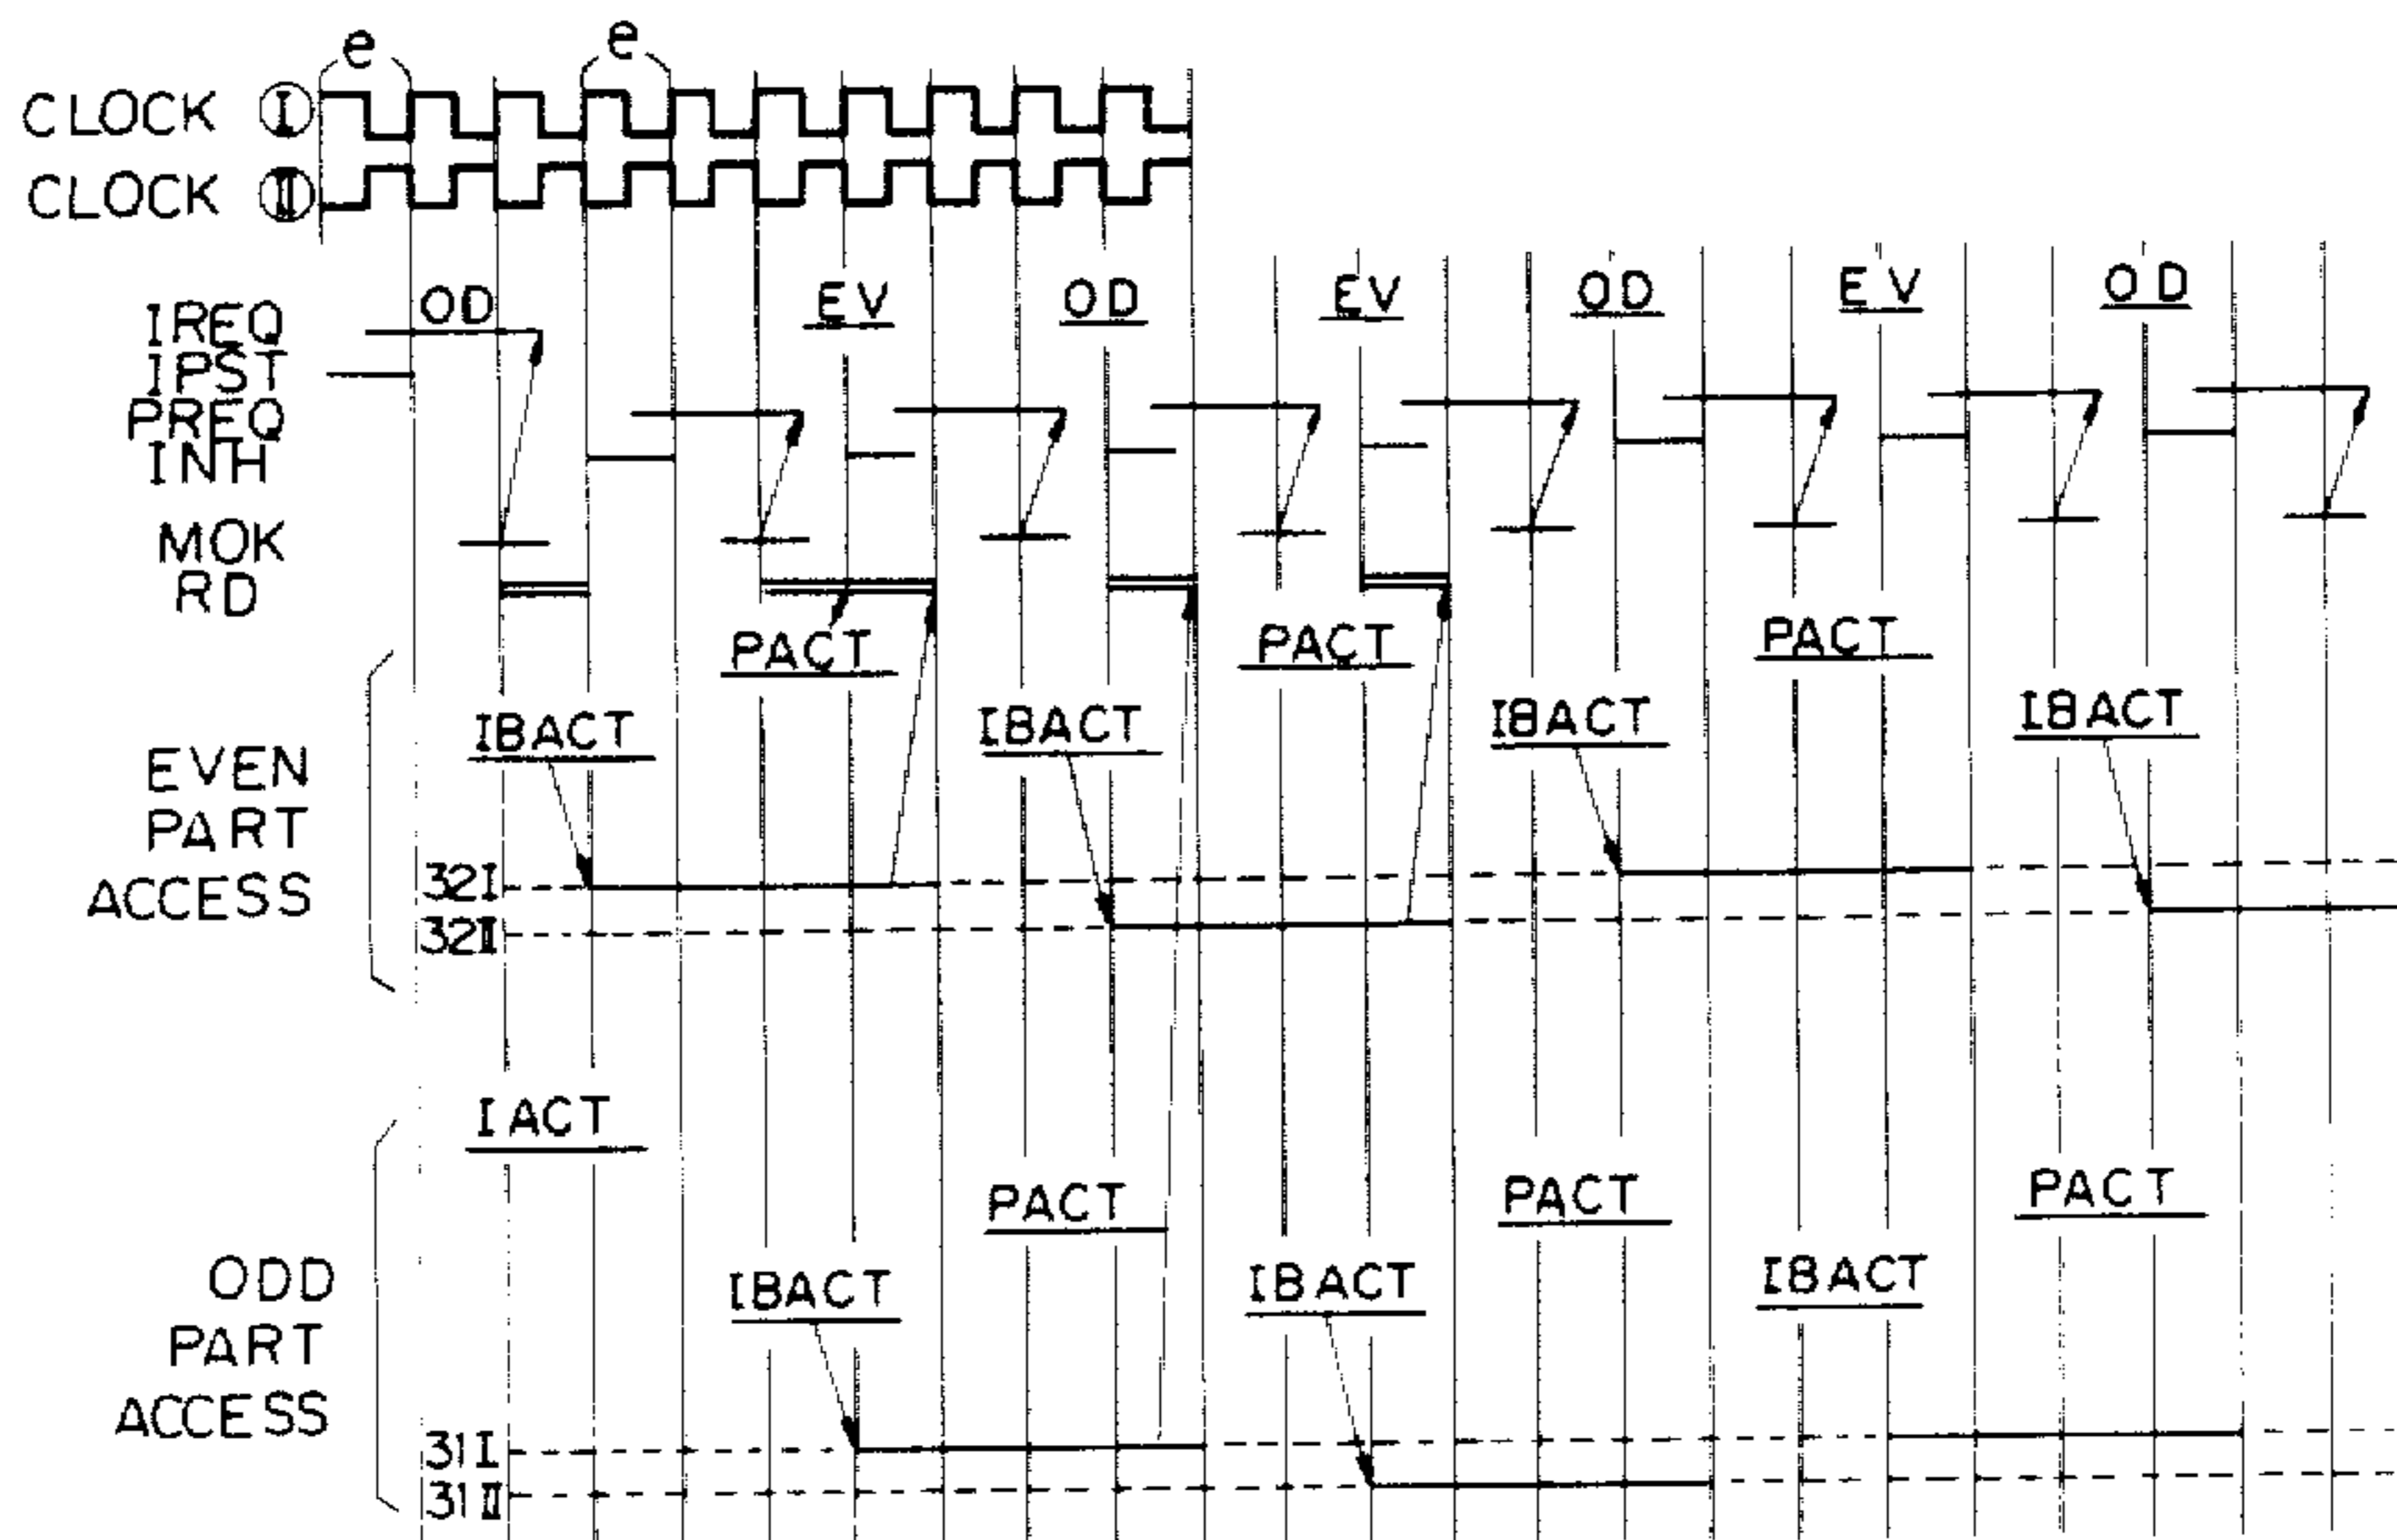 e e
CLOCK Ⓘ
CLOCK Ⓘ︎Ⓘ
OD EV OD EV OD EV OD
IREQ
IPST
PREQ
INH
MOK
RD
PACT PACT PACT
IBACT IBACT IBACT IBACT
EVEN
PART
ACCESS
32I
32II
IACT
PACT PACT PACT
IBACT IBACT IBACT
ODD
PART
ACCESS
31I
31II